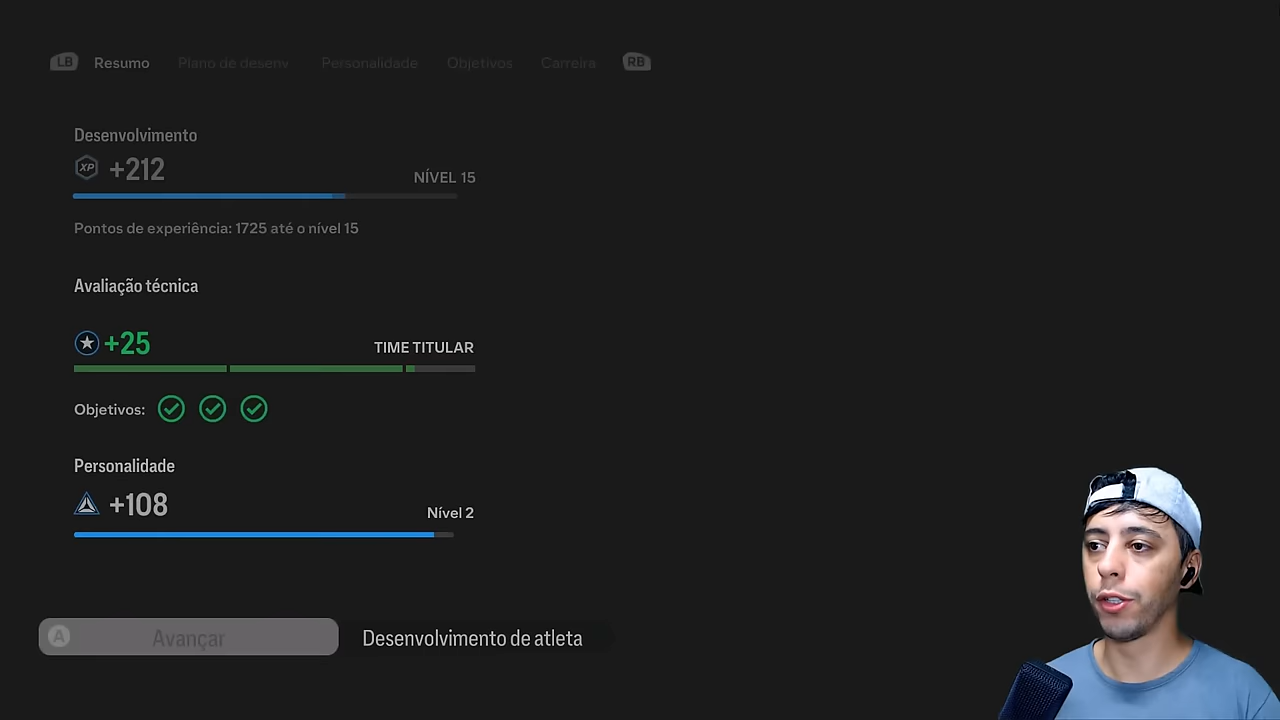 LB Resumo Plano de desenv Personalidade Objetivos Carreira RB
Desenvolvimento
XP +212 NÍVEL 15
Pontos de experiência: 1725 até o nível 15
Avaliação técnica
+25 TIME TITULAR
Objetivos:
Personalidade
+108 Nível 2
A Avançar Desenvolvimento de atleta